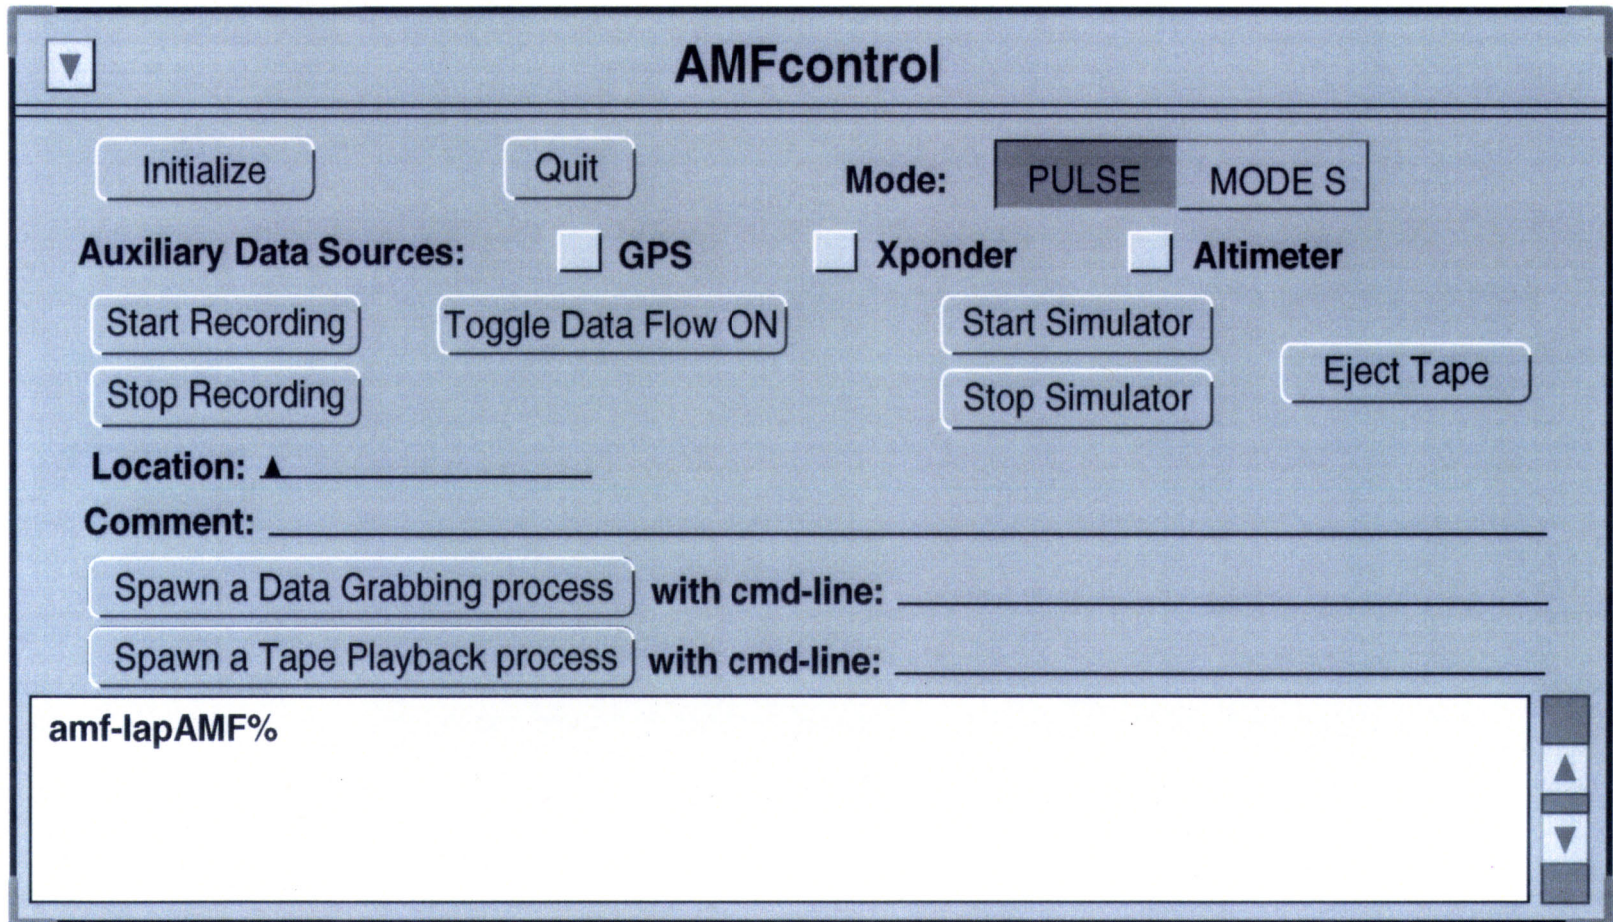 AMFcontrol
Initialize Quit Mode: PULSE MODE S
Auxiliary Data Sources: GPS Xponder Altimeter
Start Recording Toggle Data Flow ON Start Simulator
Eject Tape
Stop Recording Stop Simulator
Location:
Comment:
Spawn a Data Grabbing process with cmd-line:
Spawn a Tape Playback process with cmd-line:
amf-lapAMF%